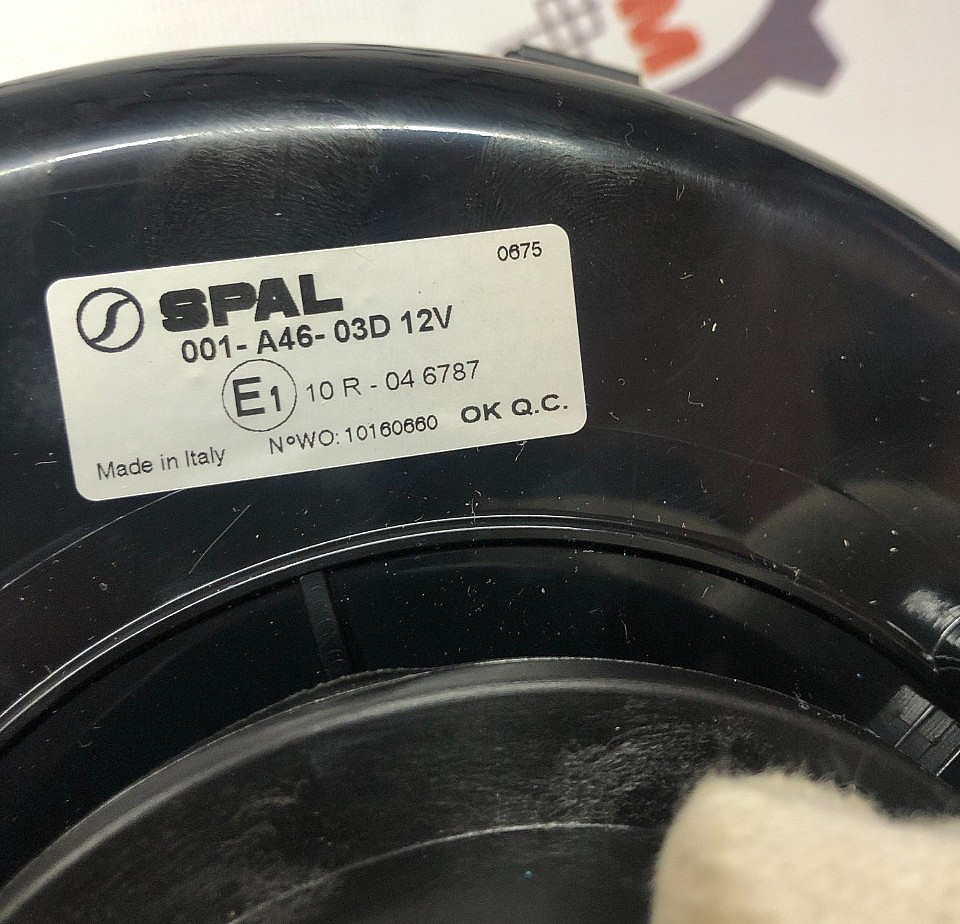 0675
SPAL
001- A46- 03D 12V
E1 10 R - 04 6787
N°WO: 10160660 OK Q.C.
Made in Italy
M